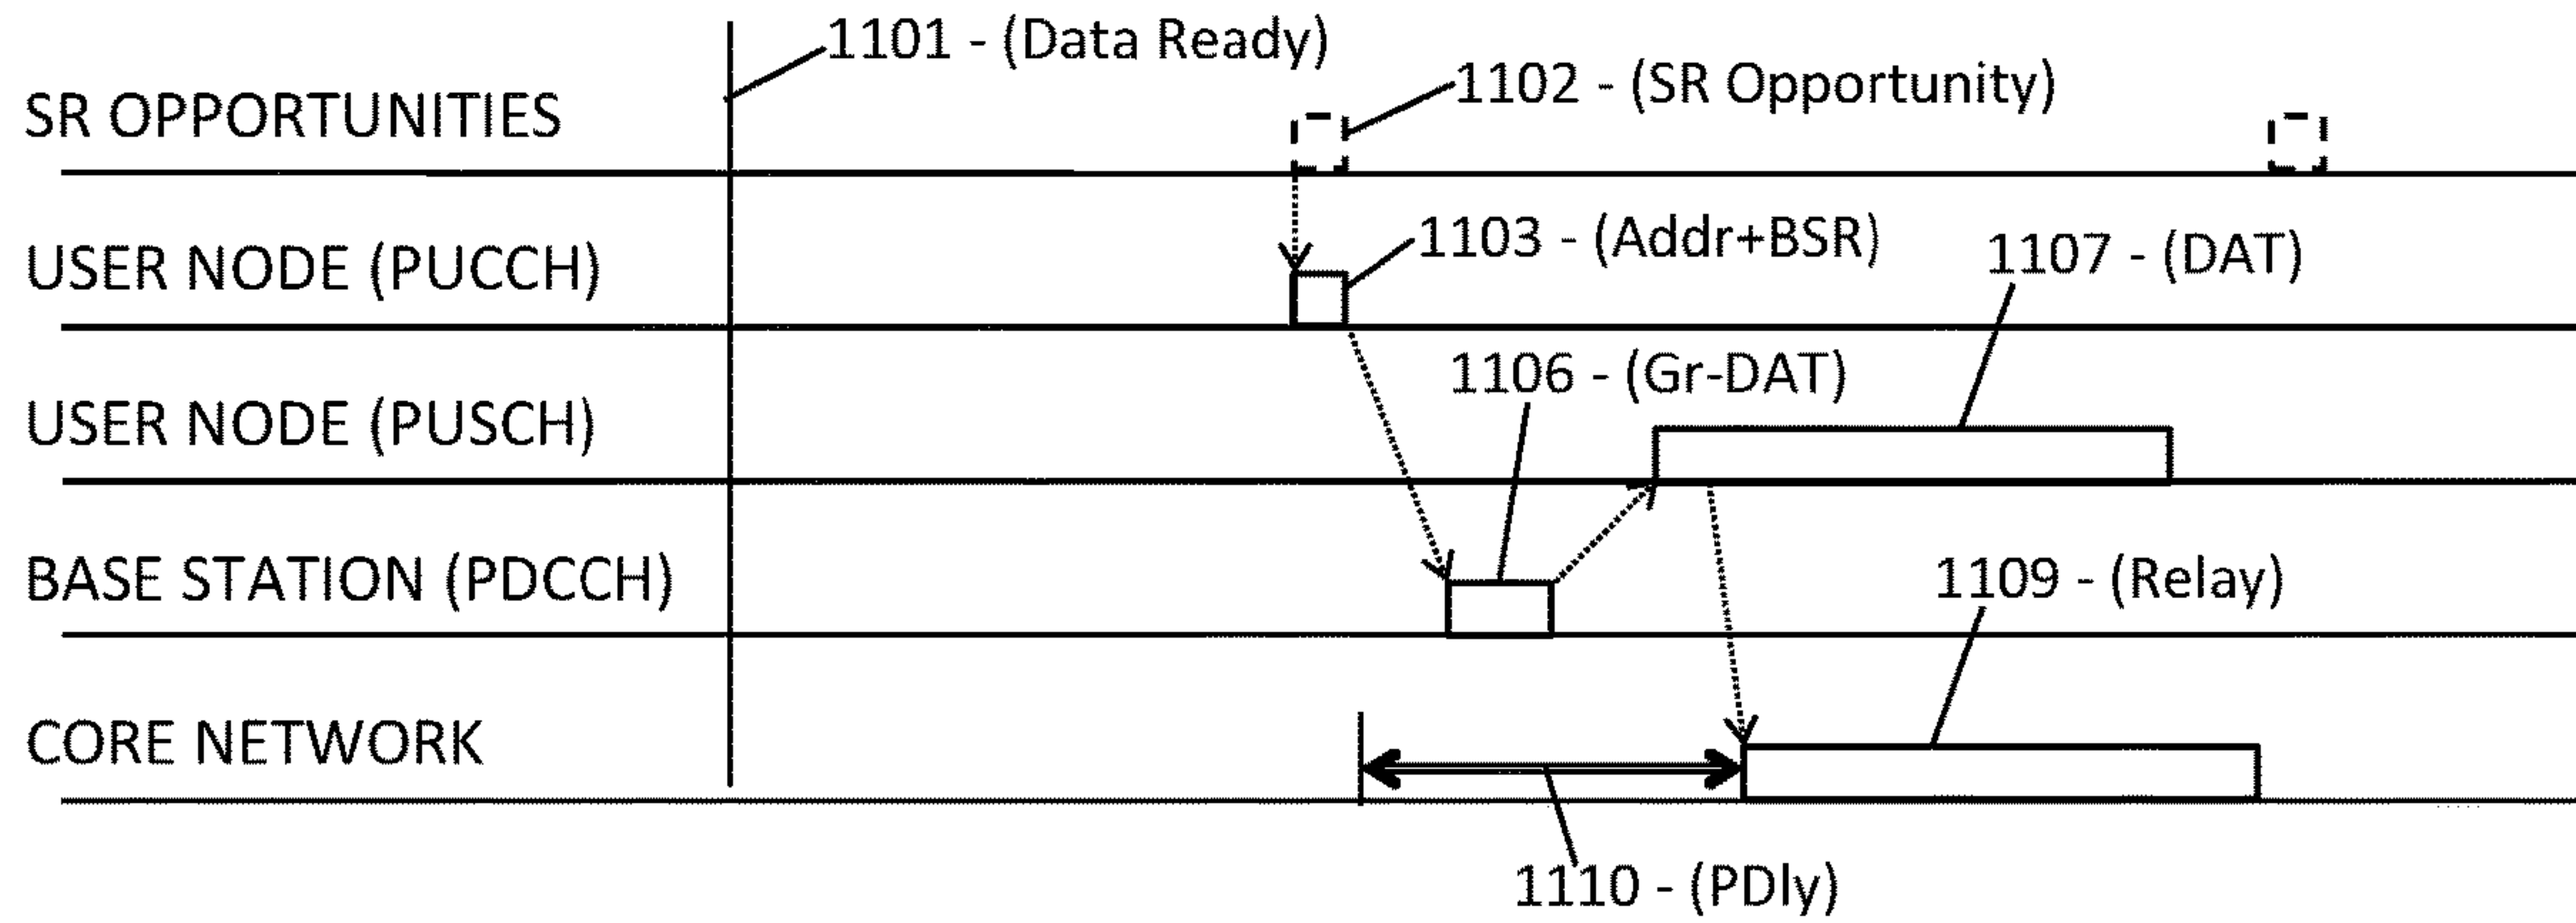 1101 - (Data Ready)
1102 - (SR Opportunity)
SR OPPORTUNITIES
1103 - (Addr+BSR)
1107 - (DAT)
USER NODE (PUCCH)
1106 - (Gr-DAT)
USER NODE (PUSCH)
BASE STATION (PDCCH)
1109 - (Relay)
CORE NETWORK
1110 - (PDly)